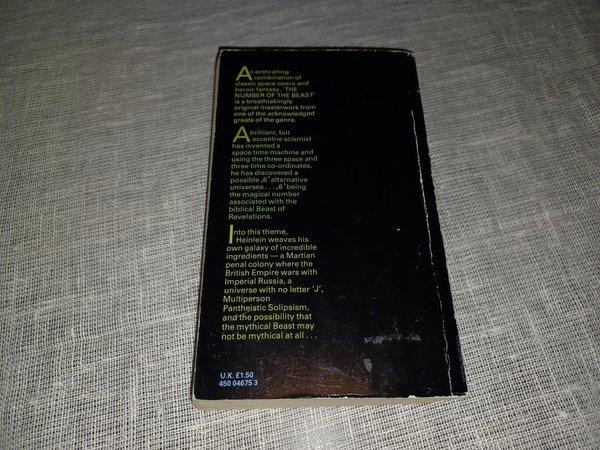 An enthralling
combination of
classic space opera and
heroic fantasy, 'THE
NUMBER OF THE BEAST'
is a breathtakingly
original masterwork from
one of the acknowledged
greats of the genre.
A brilliant, but
eccentric scientist
has invented a
space/time machine and
using the three space and
three time co-ordinates,
he has discovered a
possible ,6" alternative
universes . . . ,6" being
the magical number
associated with the
biblical Beast of
Revelations.
Into this theme,
Heinlein weaves his
own galaxy of incredible
ingredients — a Martian
penal colony where the
British Empire wars with
Imperial Russia, a
universe with no letter 'J',
Multiperson
Pantheistic Solipsism,
and the possibility that
the mythical Beast may
not be mythical at all . . .
U.K. £1.50
450 04675 3